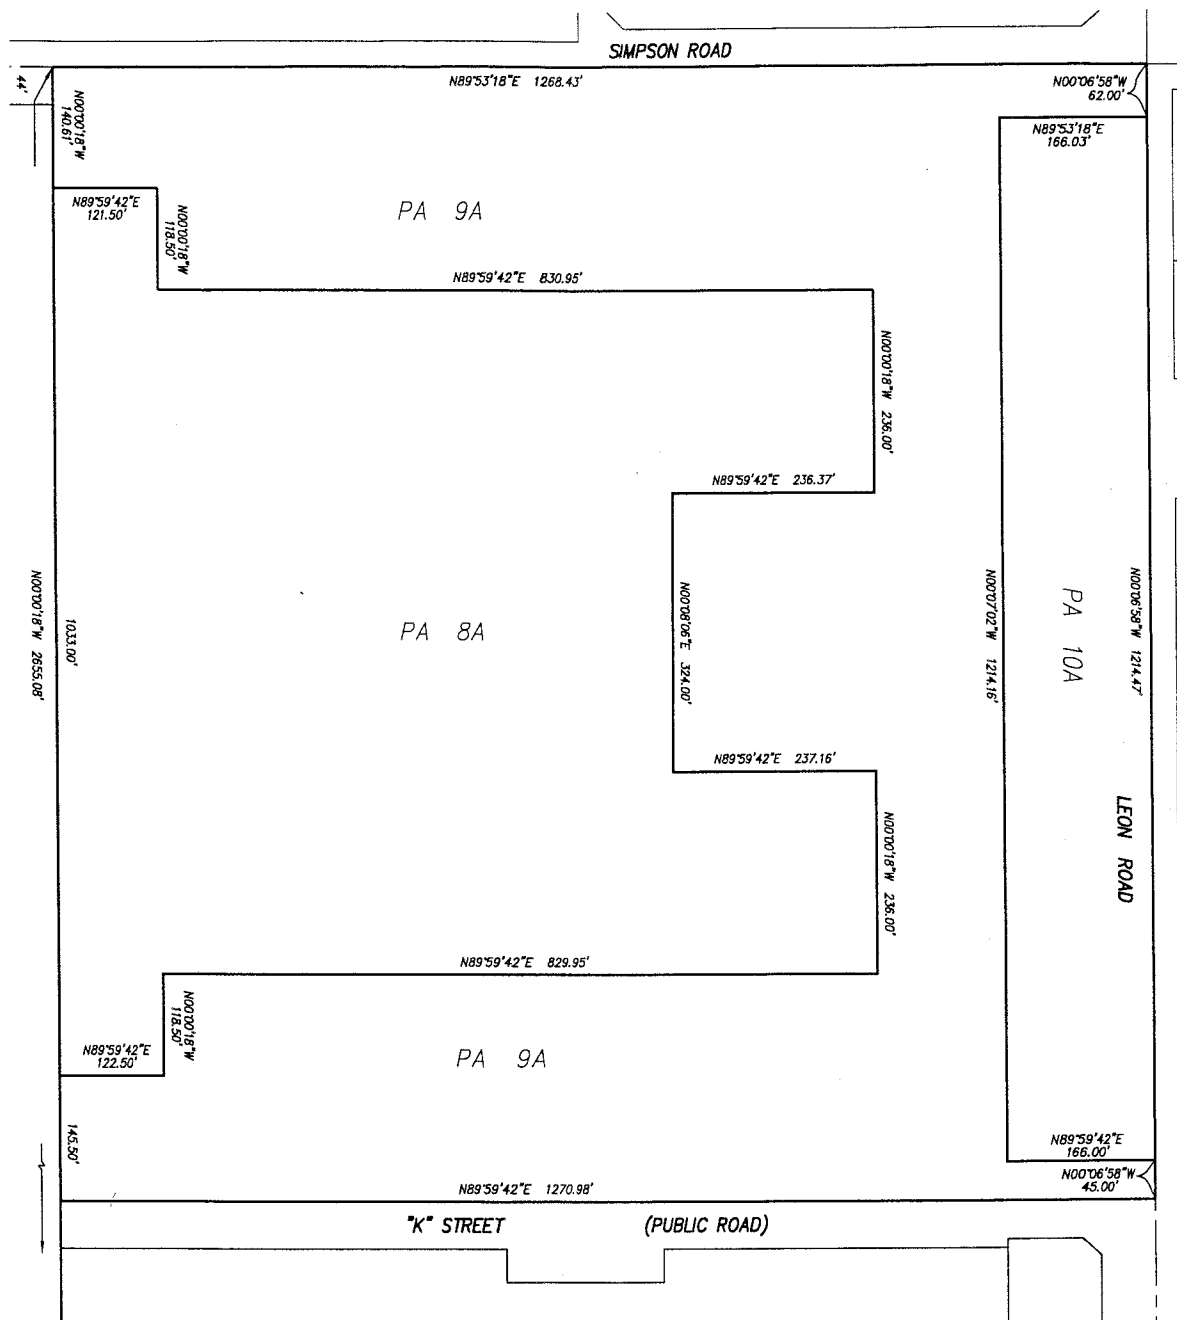 SIMPSON ROAD
N89°53'18"E 1268.43'
N00°06'58"W
62.00'
44'
N00°00'18"W
140.61'
N89°53'18"E
166.03'
N89°59'42"E
121.50'
N00°00'18"W
118.50'
PA 9A
N89°59'42"E 830.95'
N00°00'18"W 236.00'
N89°59'42"E 236.37'
N00°00'18"W 2655.08'
1033.00'
PA 8A
N00°08'06"E 324.00'
N00°07'02"W 1214.16'
PA 10A
N00°06'58"W 1214.47'
N89°59'42"E 237.16'
LEON ROAD
N00°00'18"W 236.00'
N89°59'42"E 829.95'
N00°00'18"W
118.50'
N89°59'42"E
122.50'
PA 9A
145.50'
N89°59'42"E
166.00'
N00°06'58"W
45.00'
N89°59'42"E 1270.98'
"K" STREET (PUBLIC ROAD)